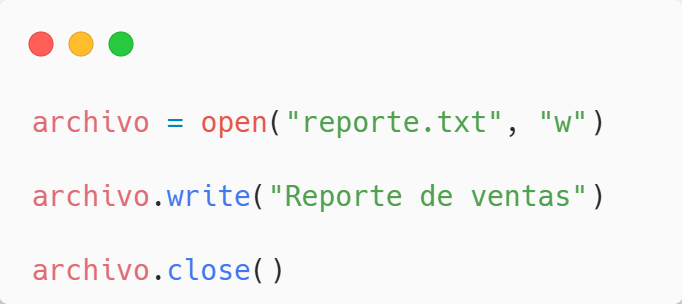 archivo = open("reporte.txt", "w")
archivo.write("Reporte de ventas")
archivo.close()